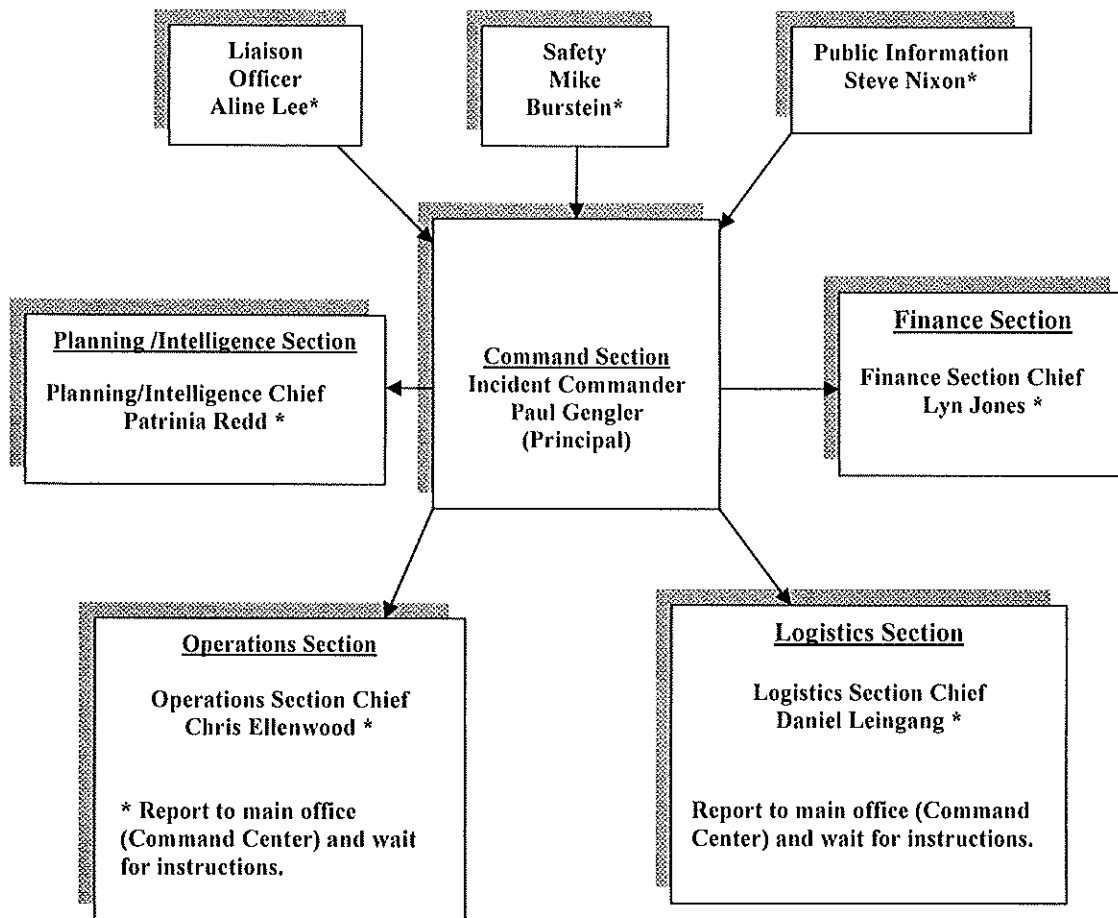 Liaison
Officer
Aline Lee*
Safety
Mike
Burstein*
Public Information
Steve Nixon*
Planning /Intelligence Section
Planning/Intelligence Chief
Patrinia Redd *
Command Section
Incident Commander
Paul Gengler
(Principal)
Finance Section
Finance Section Chief
Lyn Jones *
Operations Section
Operations Section Chief
Chris Ellenwood *
* Report to main office
(Command Center) and wait
for instructions.
Logistics Section
Logistics Section Chief
Daniel Leingang *
Report to main office (Command
Center) and wait for instructions.